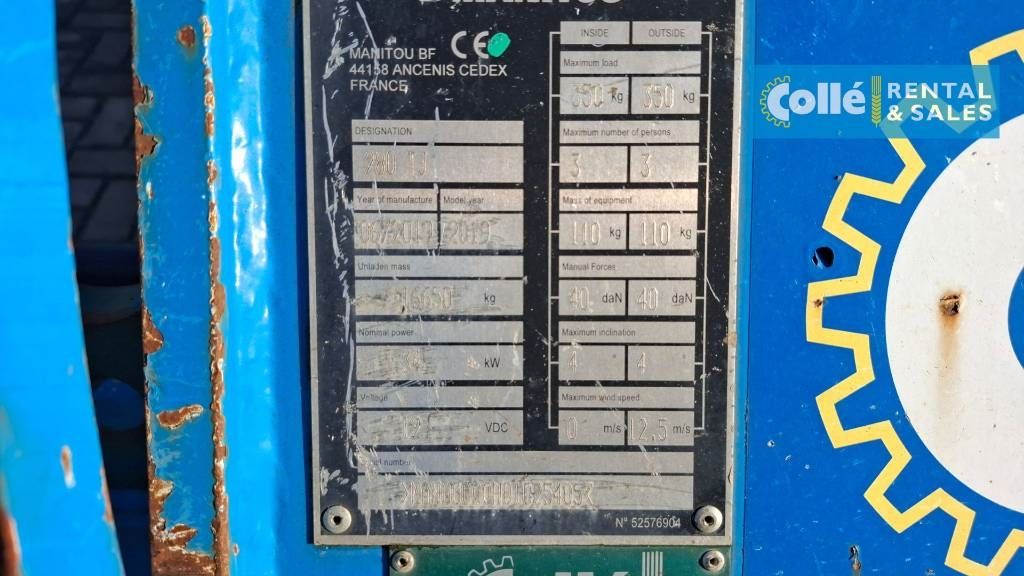 MANITOU BF
44158 ANCENIS CEDEX
FRANCE
CE
DESIGNATION
Year of manufacture Model year
2019
Unladen mass
kg
Nominal power
kW
Voltage
12 VDC
number
INSIDE OUTSIDE
Maximum load
350 kg 350 kg
Maximum number of persons
3 3
Mass of equipment
110 kg 110 kg
Manual Forces
40 daN 40 daN
Maximum inclination
4 4
Maximum wind speed
0 m/s 12.5 m/s
N° 52576904
Collé RENTAL & SALES